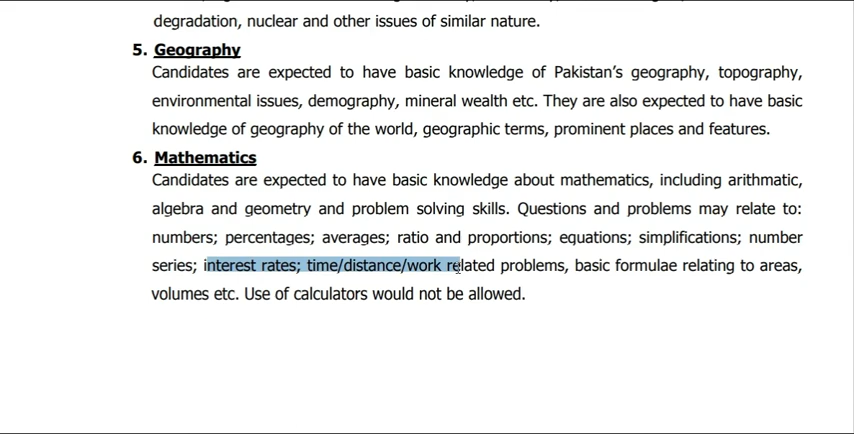 degradation, nuclear and other issues of similar nature.
5. Geography
Candidates are expected to have basic knowledge of Pakistan's geography, topography,
environmental issues, demography, mineral wealth etc. They are also expected to have basic
knowledge of geography of the world, geographic terms, prominent places and features.
6. Mathematics
Candidates are expected to have basic knowledge about mathematics, including arithmatic,
algebra and geometry and problem solving skills. Questions and problems may relate to:
numbers; percentages; averages; ratio and proportions; equations; simplifications; number
series; interest rates; time/distance/work related problems, basic formulae relating to areas,
volumes etc. Use of calculators would not be allowed.